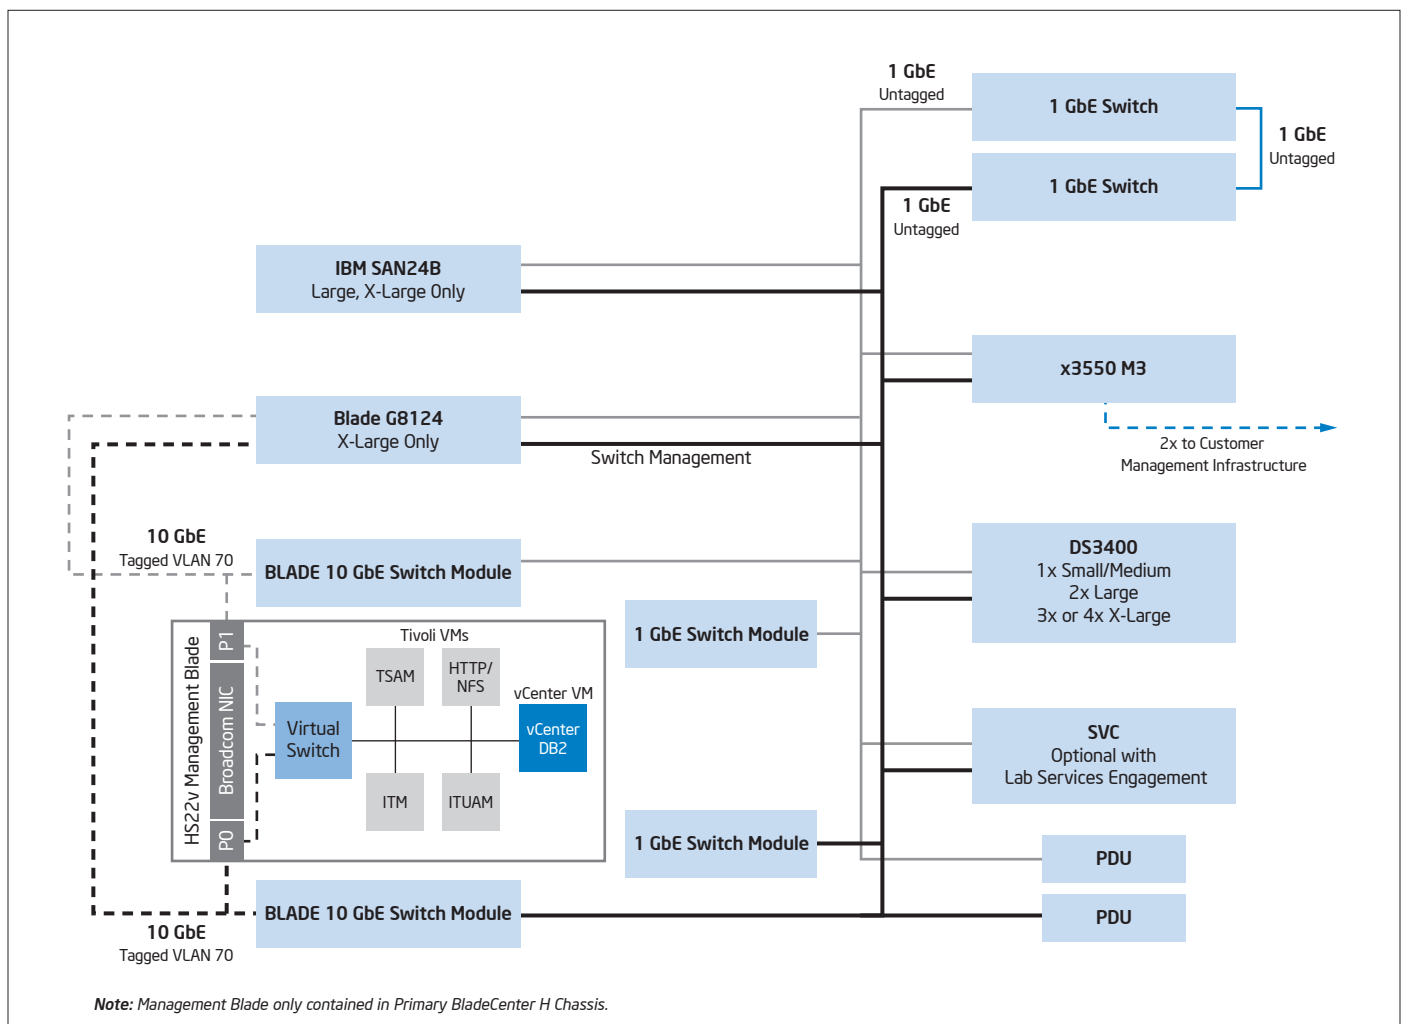 1 GbE
Untagged
1 GbE Switch
1 GbE
Untagged
1 GbE Switch
1 GbE
Untagged
IBM SAN24B
Large, X-Large Only
x3550 M3
Blade G8124
X-Large Only
Switch Management
2x to Customer
Management Infrastructure
10 GbE
Tagged VLAN 70
BLADE 10 GbE Switch Module
DS3400
1x Small/Medium
2x Large
3x or 4x X-Large
1 GbE Switch Module
HS22v Management Blade
P1
Broadcom NIC
P0
Tivoli VMs
TSAM
HTTP/
NFS
vCenter VM
Virtual
Switch
vCenter
DB2
ITM
ITUAM
SVC
Optional with
Lab Services Engagement
1 GbE Switch Module
PDU
BLADE 10 GbE Switch Module
PDU
10 GbE
Tagged VLAN 70
Note: Management Blade only contained in Primary BladeCenter H Chassis.